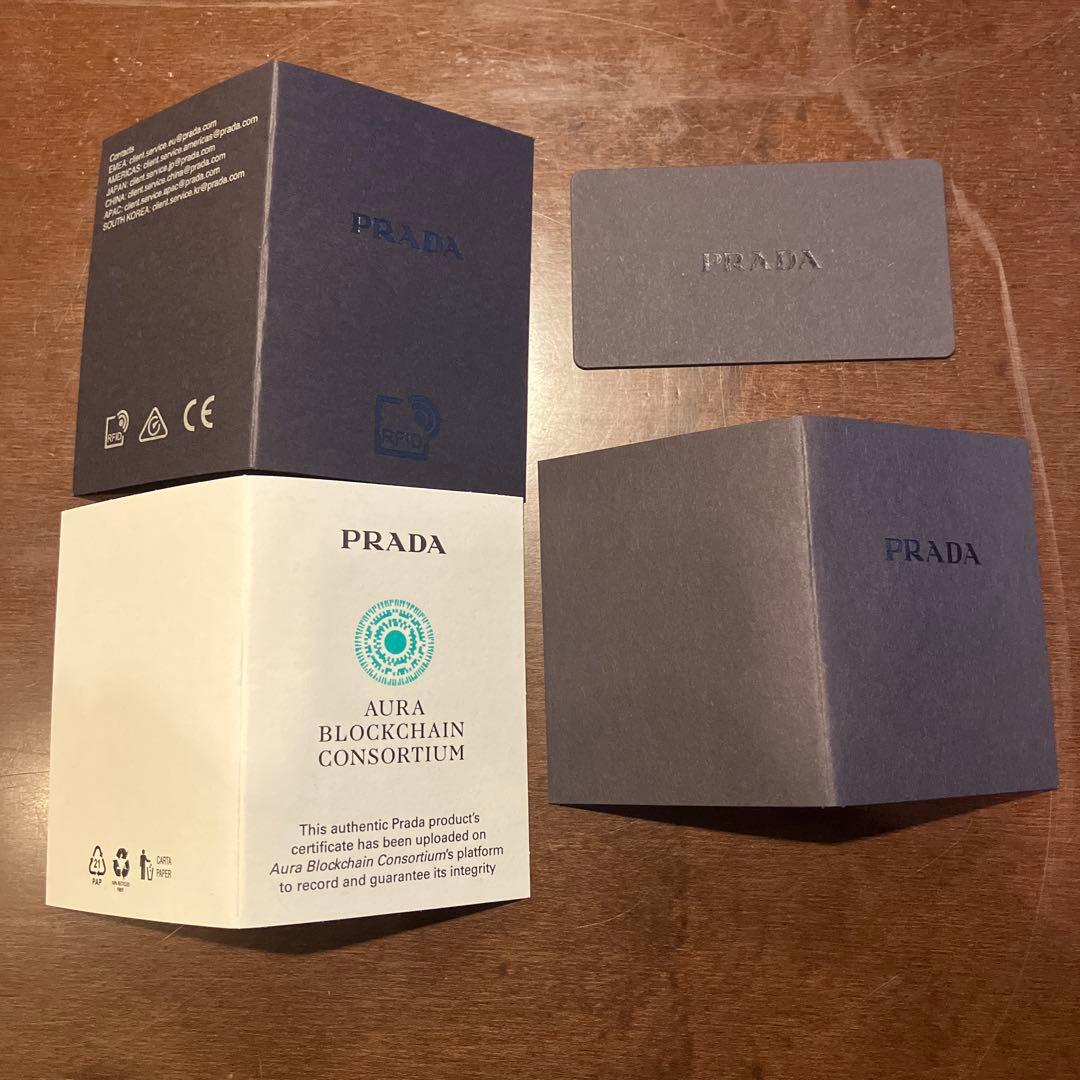 Contacts
EMEA: client.service.eu@prada.com
AMERICAS: client.service.americas@prada.com
JAPAN: client.service.jp@prada.com
CHINA: client.service.china@prada.com
APAC: client.service.apac@prada.com
SOUTH KOREA: client.service.kr@prada.com
RFID
CE
PRADA
RFID
PRADA
PRADA
PRADA
AURA
BLOCKCHAIN
CONSORTIUM
This authentic Prada product's
certificate has been uploaded on
Aura Blockchain Consortium's platform
to record and guarantee its integrity
21
PAP
CARTA
PAPER